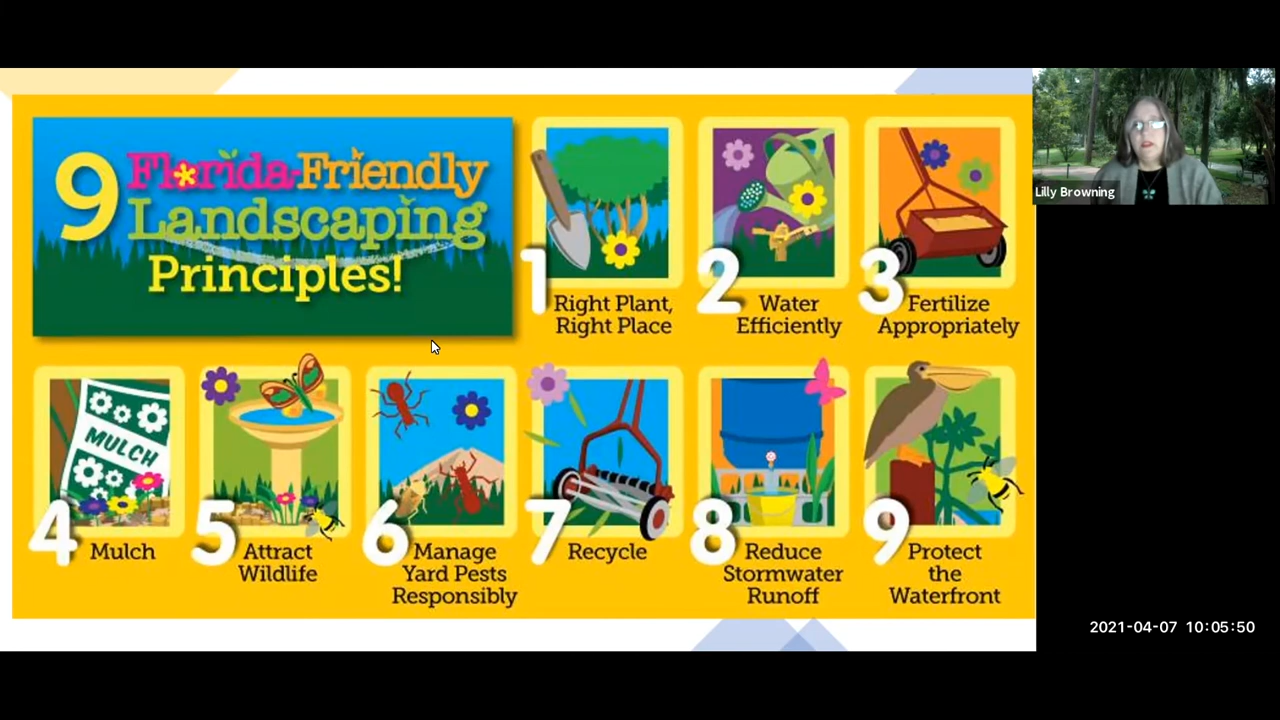 9 Florida-Friendly
Landscaping
Principles!
1 Right Plant,
Right Place
2 Water
Efficiently
3 Fertilize
Appropriately
MULCH
4 Mulch
5 Attract
Wildlife
6 Manage
Yard Pests
Responsibly
7 Recycle
8 Reduce
Stormwater
Runoff
9 Protect
the
Waterfront
Lilly Browning
2021-04-07 10:05:50